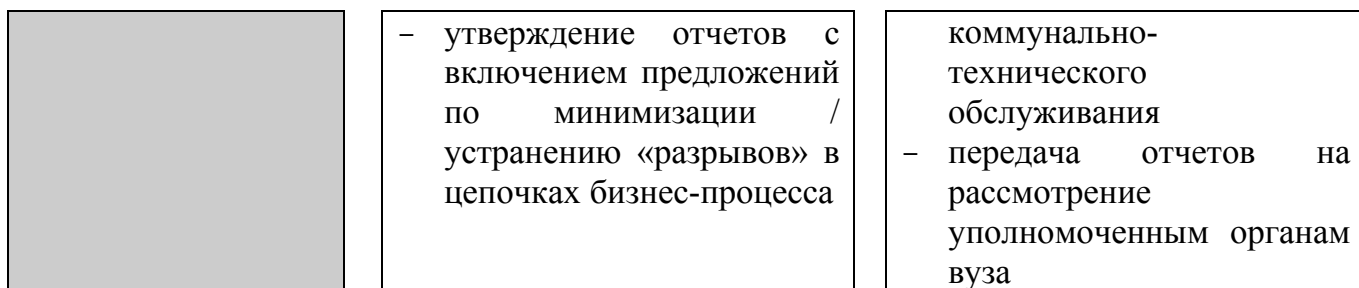 – утверждение отчетов с
включением предложений
по минимизации /
устранению «разрывов» в
цепочках бизнес-процесса
коммунально-
технического
обслуживания
– передача отчетов на
рассмотрение
уполномоченным органам
вуза